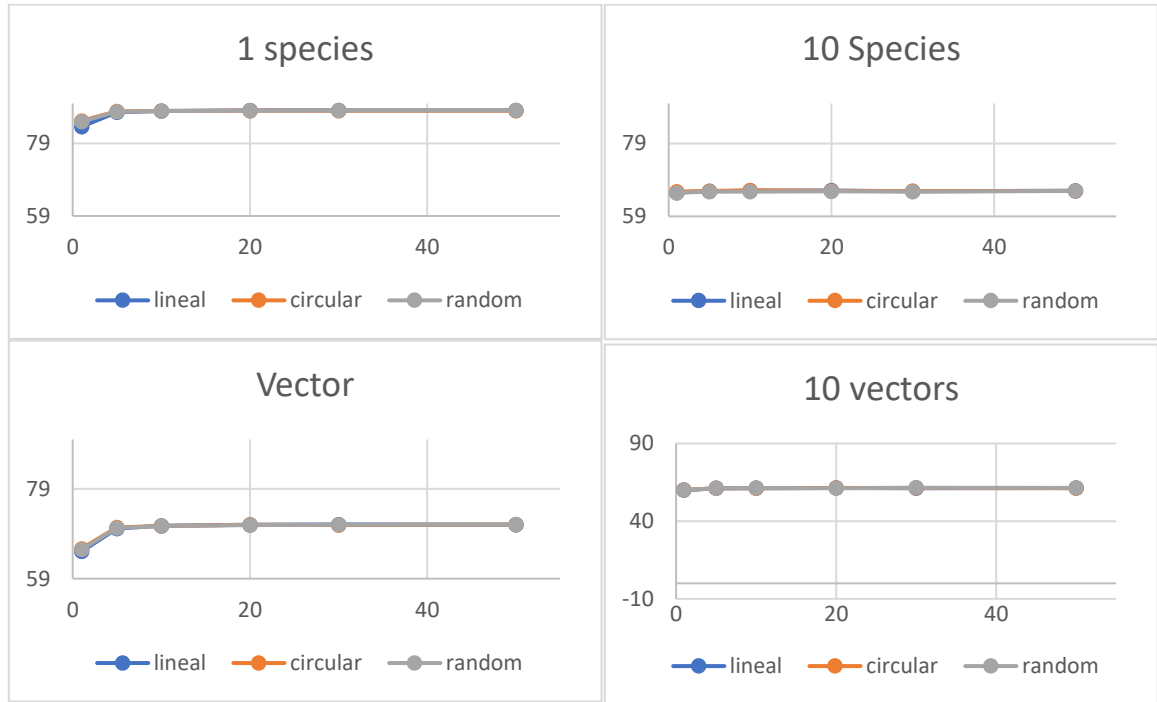 1 species
79
59
0 20 40
lineal circular random
10 Species
79
59
0 20 40
lineal circular random
Vector
79
59
0 20 40
lineal circular random
10 vectors
90
40
-10
0 20 40
lineal circular random